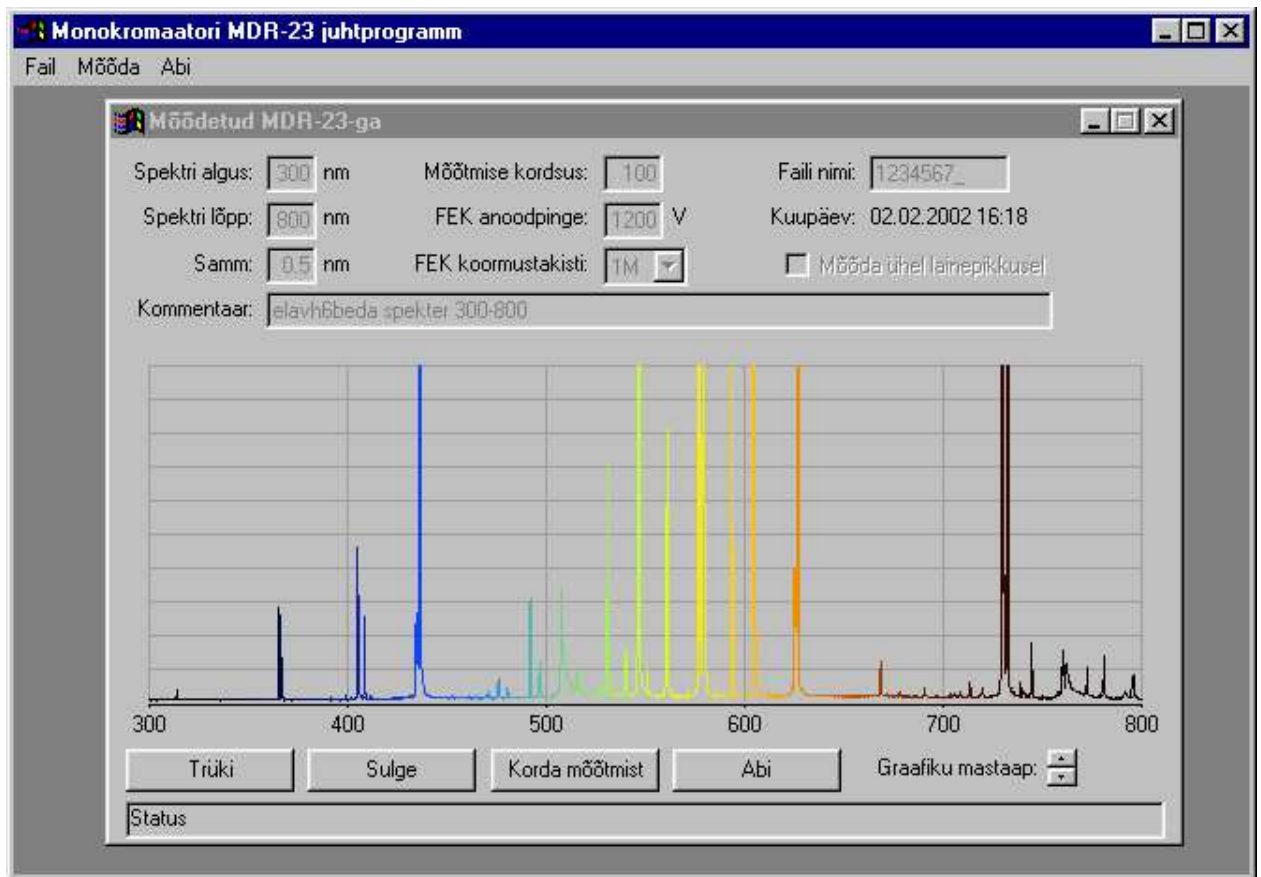 Monokromaatori MDR-23 juhtprogramm
Fail Mõõda Abi
Mõõdetud MDR-23-ga
Spektri algus: 300 nm Mõõtmise kordsus: 100 Faili nimi: 1234567_
Spektri lõpp: 800 nm FEK anoodpinge: 1200 V Kuupäev: 02.02.2002 16:18
Samm: 0.5 nm FEK koormustakisti: 1M Mõõda ühel lainepikkusel
Kommentaar: elavh6beda spekter 300-800
300 400 500 600 700 800
Trüki Sulge Korda mõõtmist Abi Graafiku mastaap:
Status